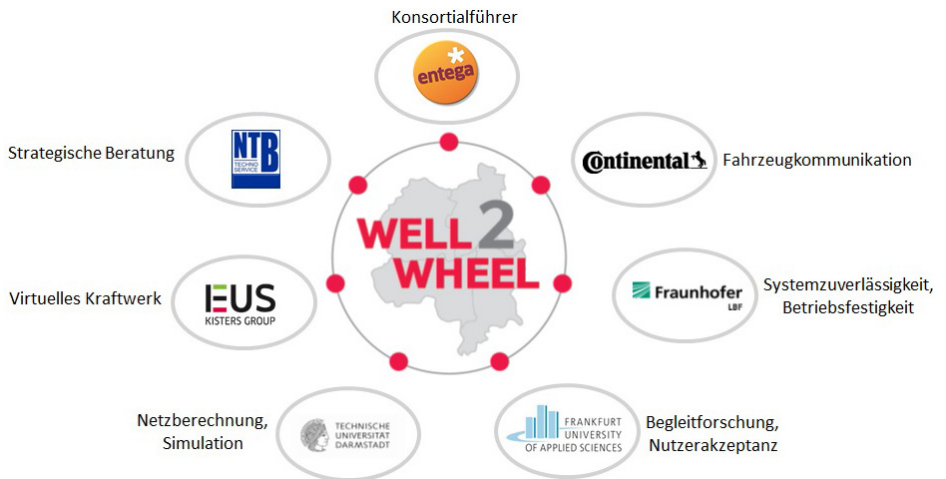 Konsortialführer
entega
Strategische Beratung
NTB
TECHNO
SERVICE
Continental
Fahrzeugkommunikation
WELL 2
WHEEL
Virtuelles Kraftwerk
EUS
KISTERS GROUP
Fraunhofer
LBF
Systemzuverlässigkeit,
Betriebsfestigkeit
Netzberechnung,
Simulation
TECHNISCHE
UNIVERSITÄT
DARMSTADT
FRANKFURT
UNIVERSITY
OF APPLIED SCIENCES
Begleitforschung,
Nutzerakzeptanz